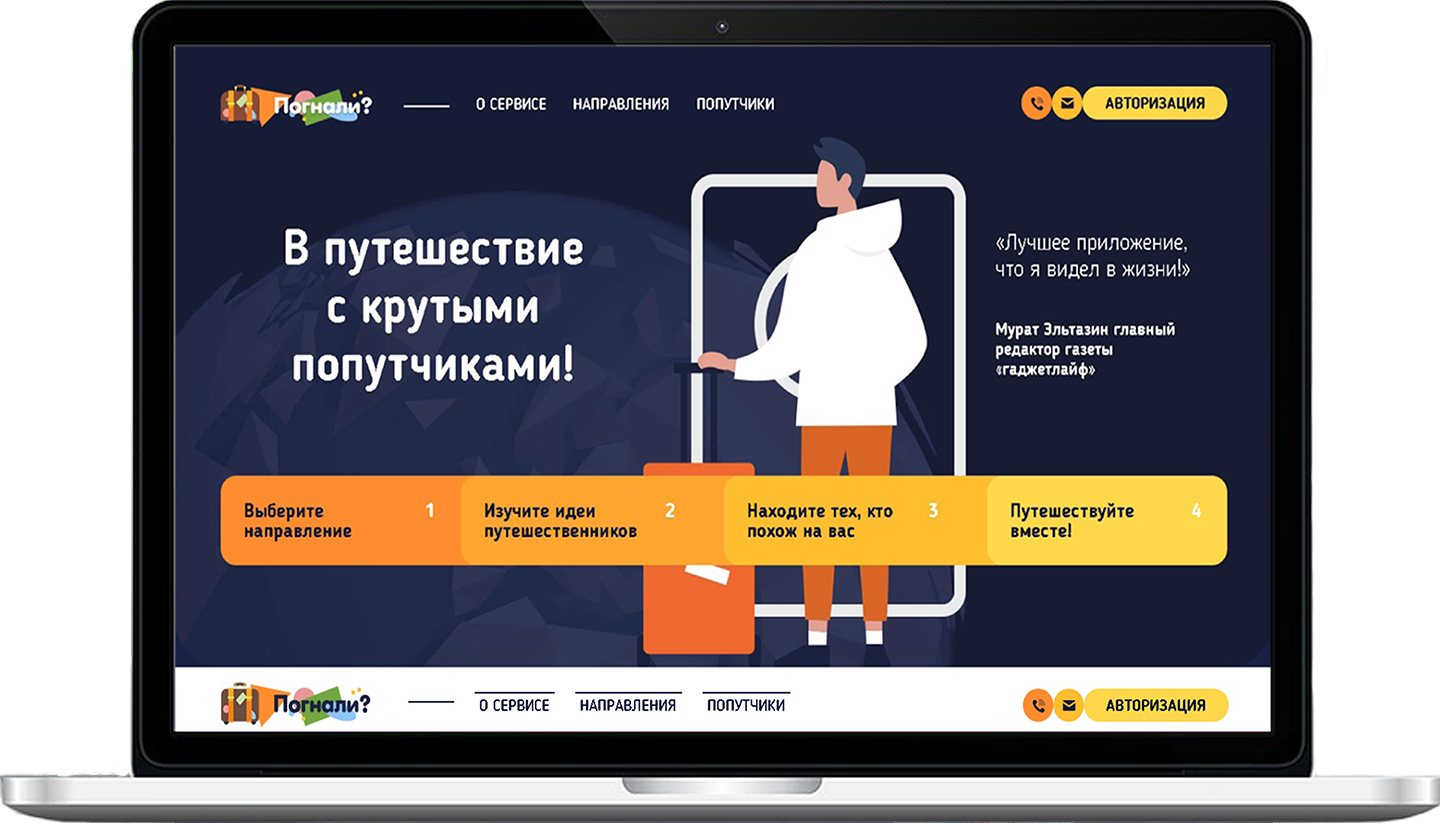 Погнали?
О СЕРВИСЕ НАПРАВЛЕНИЯ ПОПУТЧИКИ
АВТОРИЗАЦИЯ
В путешествие
с крутыми
попутчиками!
«Лучшее приложение,
что я видел в жизни!»
Мурат Эльтазин главный
редактор газеты
«гаджетлайф»
Выберите 1
направление
Изучите идеи 2
путешественников
Находите тех, кто 3
похож на вас
Путешествуйте 4
вместе!
Погнали?
О СЕРВИСЕ НАПРАВЛЕНИЯ ПОПУТЧИКИ
АВТОРИЗАЦИЯ